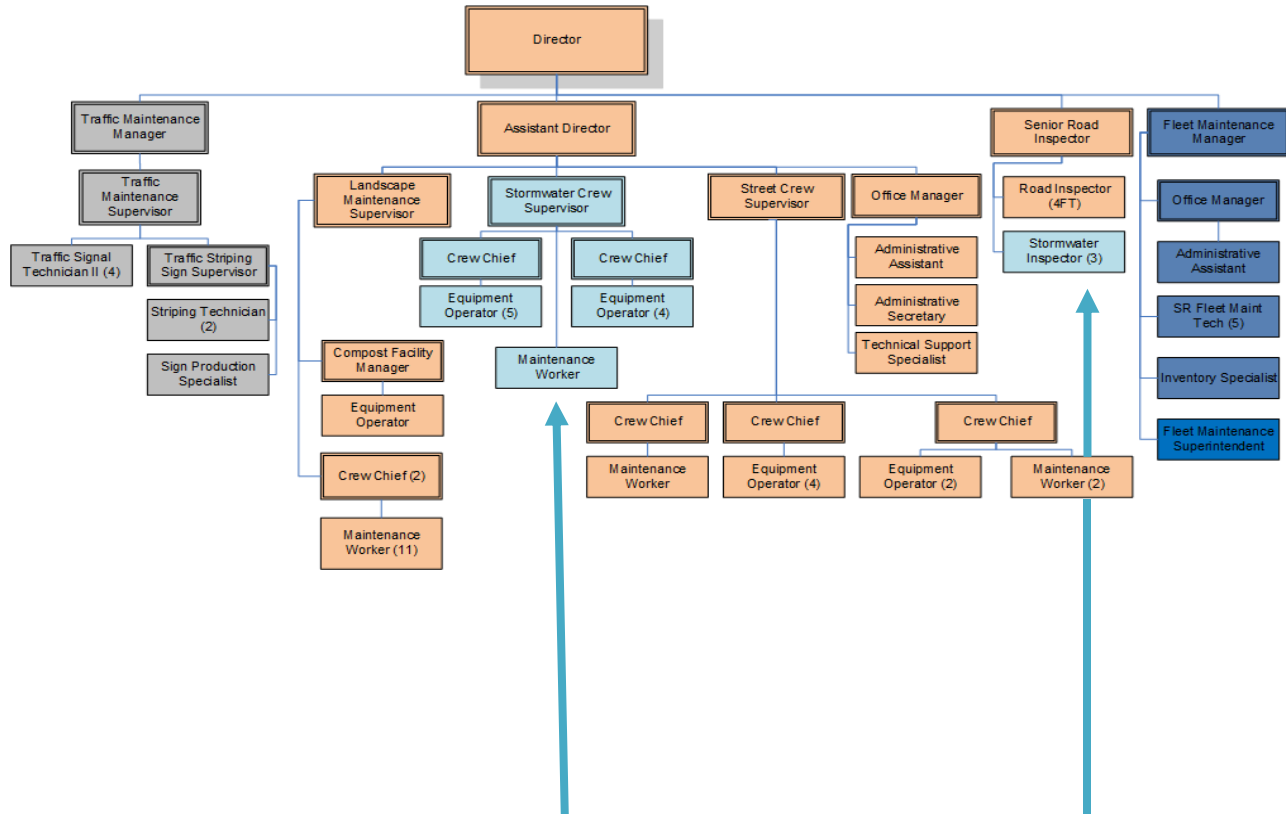 Director
Traffic Maintenance
Manager
Assistant Director
Senior Road
Inspector
Fleet Maintenance
Manager
Traffic
Maintenance
Supervisor
Landscape
Maintenance
Supervisor
Stormwater Crew
Supervisor
Street Crew
Supervisor
Office Manager
Road Inspector
(4FT)
Office Manager
Traffic Signal
Technician II (4)
Traffic Striping
Sign Supervisor
Crew Chief
Crew Chief
Administrative
Assistant
Stormwater
Inspector (3)
Administrative
Assistant
Striping Technician
(2)
Equipment
Operator (5)
Equipment
Operator (4)
Administrative
Secretary
SR Fleet Maint
Tech (5)
Sign Production
Specialist
Compost Facility
Manager
Maintenance
Worker
Technical Support
Specialist
Inventory Specialist
Equipment
Operator
Crew Chief
Crew Chief
Crew Chief
Fleet Maintenance
Superintendent
Crew Chief (2)
Maintenance
Worker
Equipment
Operator (4)
Equipment
Operator (2)
Maintenance
Worker (2)
Maintenance
Worker (11)